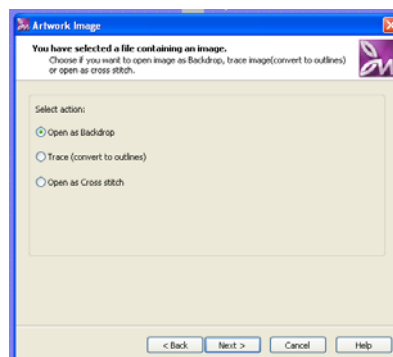 Artwork Image
You have selected a file containing an image.
Choose if you want to open image as Backdrop, trace image(convert to outlines)
or open as cross stitch.
Select action:
Open as Backdrop
Trace (convert to outlines)
Open as Cross stitch
< Back Next > Cancel Help